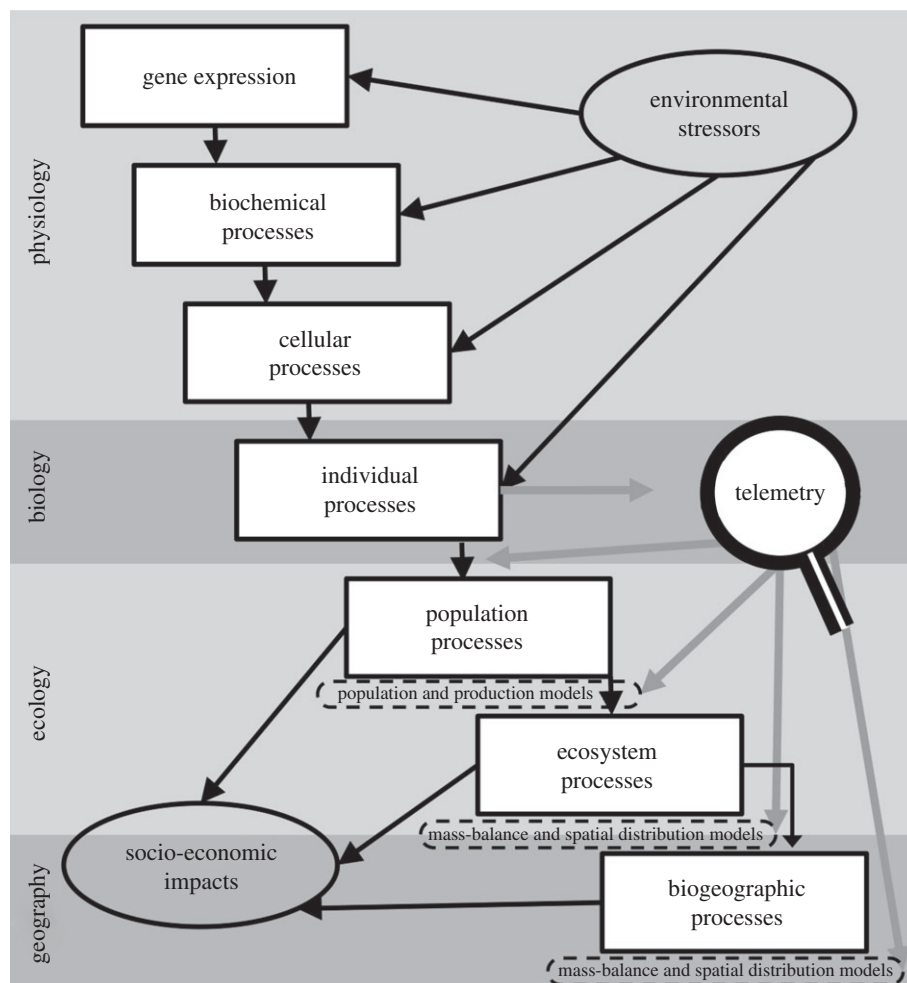 gene expression
environmental
stressors
biochemical
processes
physiology
cellular
processes
individual
processes
biology
telemetry
population
processes
population and production models
ecology
ecosystem
processes
mass-balance and spatial distribution models
socio-economic
impacts
biogeographic
processes
geography
mass-balance and spatial distribution models